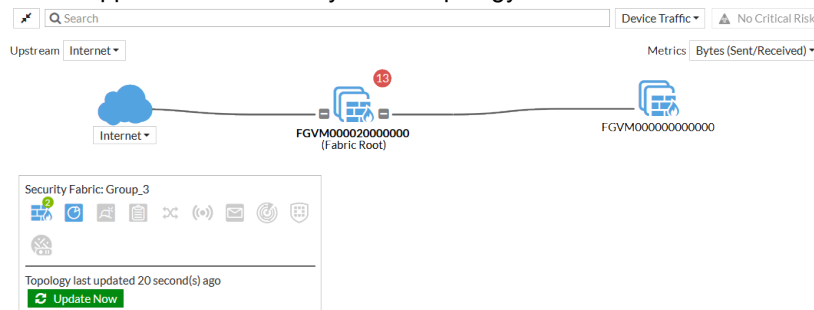 Search
Device Traffic
No Critical Risk
Upstream Internet
Metrics Bytes (Sent/Received)
13
Internet
FGVM000020000000
(Fabric Root)
FGVM000000000000
Security Fabric: Group_3
2
Topology last updated 20 second(s) ago
Update Now